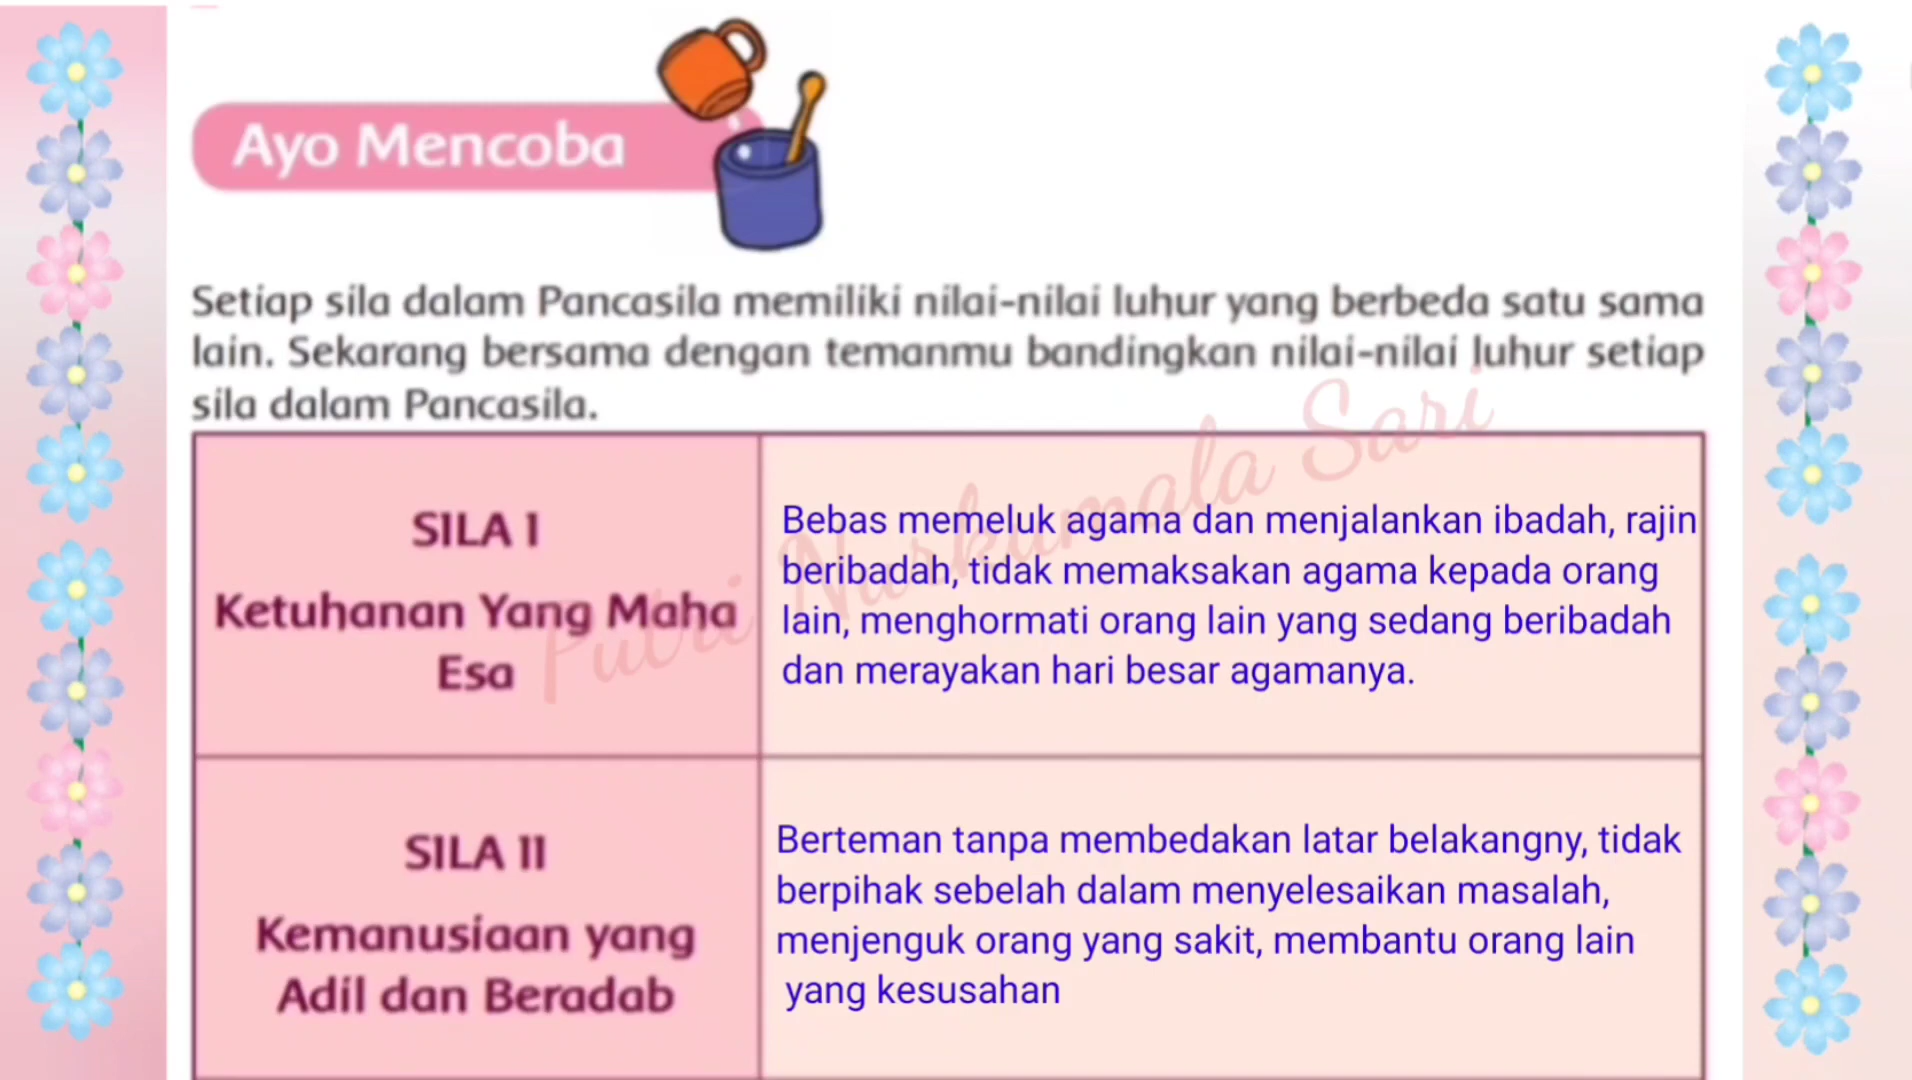 Ayo Mencoba
Setiap sila dalam Pancasila memiliki nilai-nilai luhur yang berbeda satu sama
lain. Sekarang bersama dengan temanmu bandingkan nilai-nilai luhur setiap
sila dalam Pancasila.
SILA I
Ketuhanan Yang Maha
Esa
Bebas memeluk agama dan menjalankan ibadah, rajin
beribadah, tidak memaksakan agama kepada orang
lain, menghormati orang lain yang sedang beribadah
dan merayakan hari besar agamanya.
SILA II
Kemanusiaan yang
Adil dan Beradab
Berteman tanpa membedakan latar belakangny, tidak
berpihak sebelah dalam menyelesaikan masalah,
menjenguk orang yang sakit, membantu orang lain
yang kesusahan
Putri Nurkumala Sari